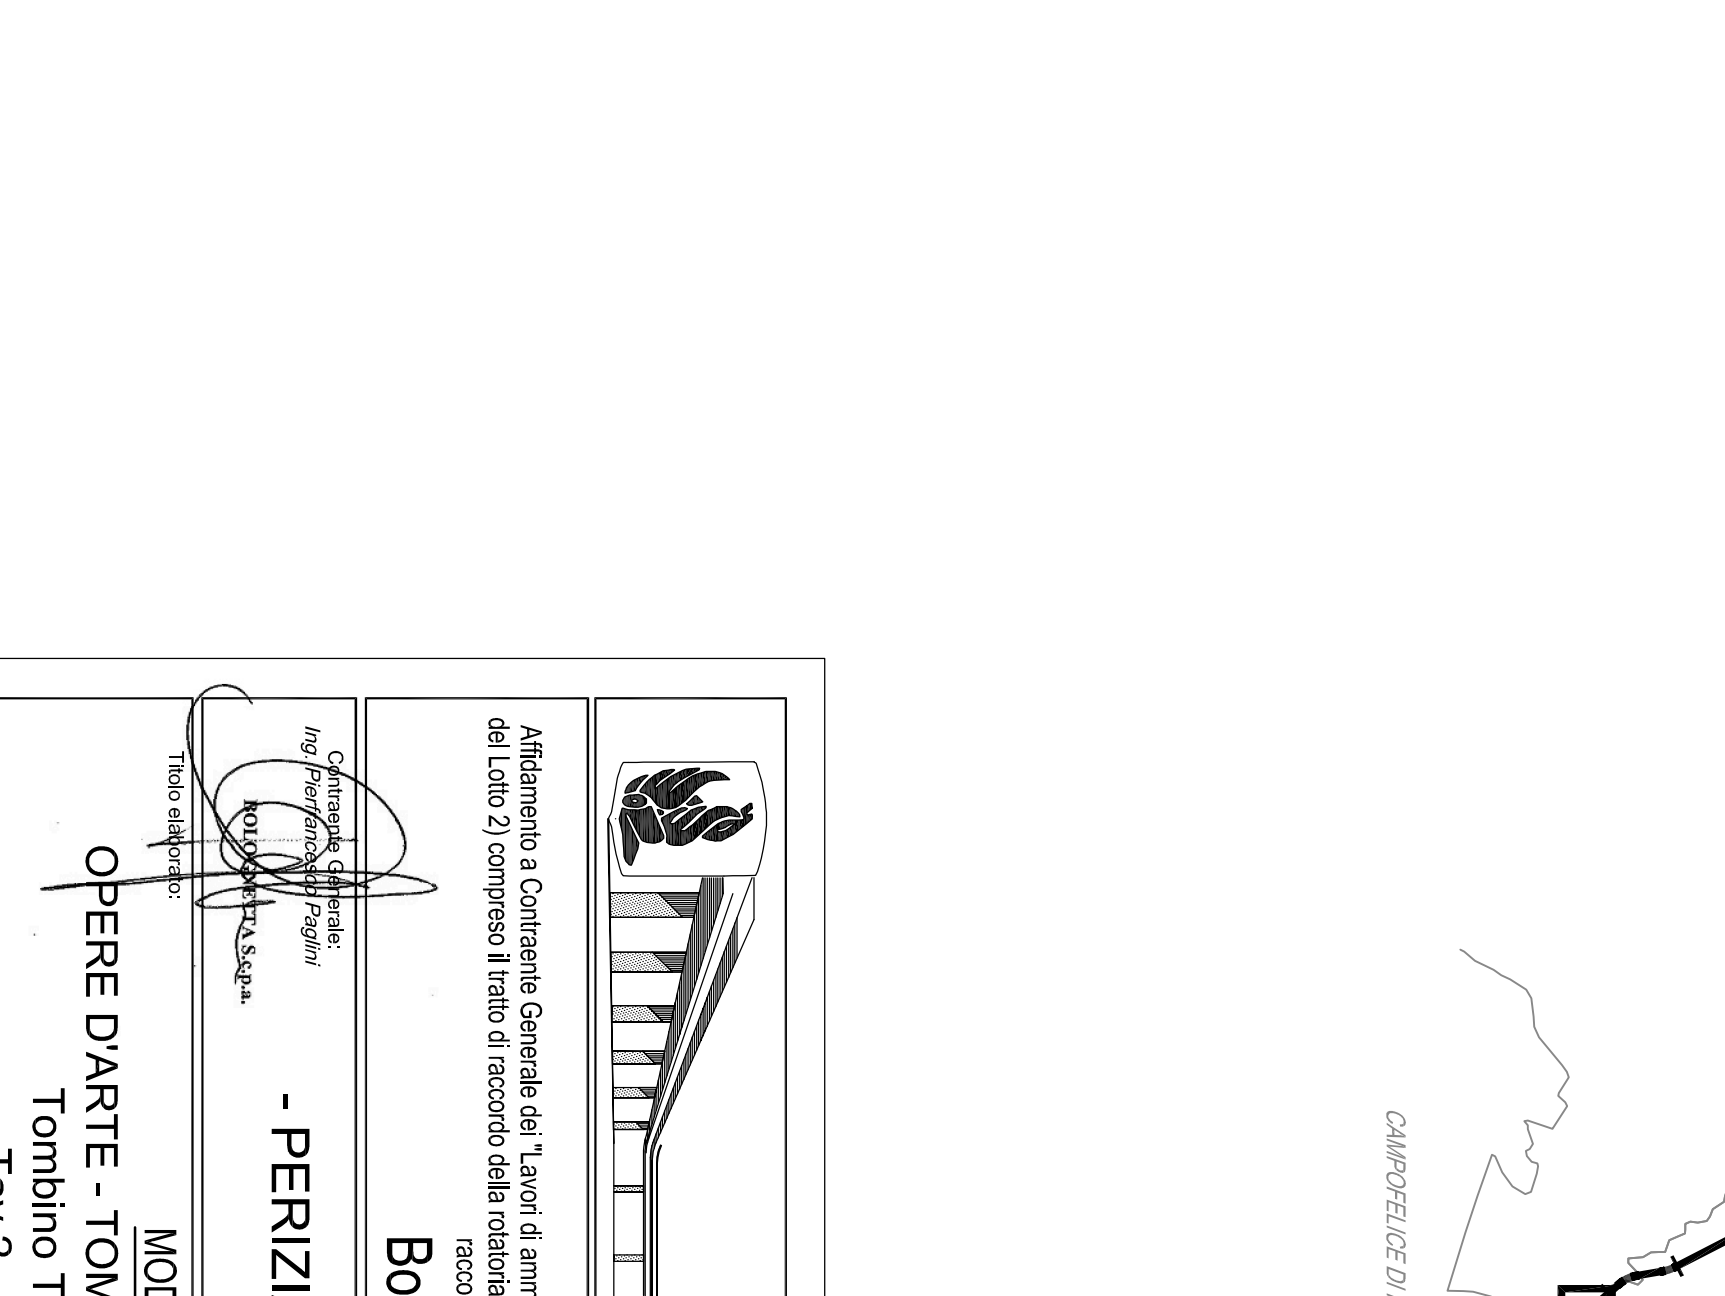 Affidamento a Contraente Generale dei "Lavori di amm
del Lotto 2) compreso il tratto di raccordo della rotatoria
racco
Bo
Contraente Generale:
Ing. Pierfrancesco Paglini
BOLOGNETTA S.c.p.a.
- PERIZI
Titolo elaborato:
MOD
OPERE D'ARTE - TOM
Tombino T
CAMPOFELICE DI